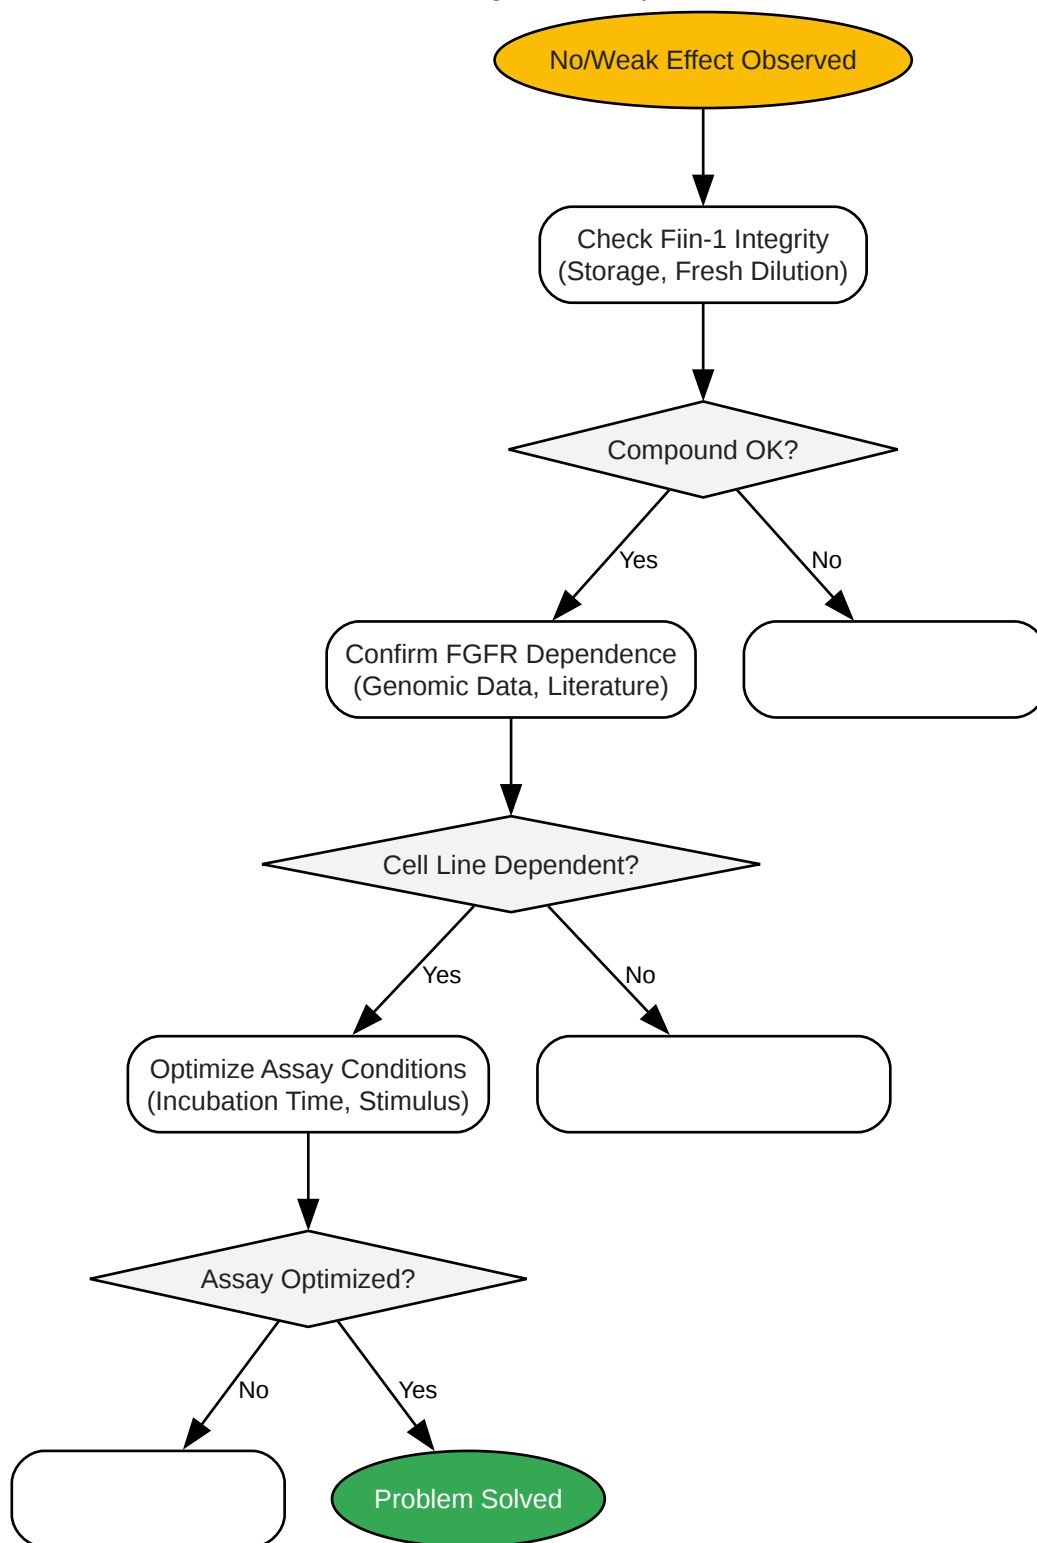 No/Weak Effect Observed
Check Fiin-1 Integrity
(Storage, Fresh Dilution)
Compound OK?
Yes
No
Confirm FGFR Dependence
(Genomic Data, Literature)
Cell Line Dependent?
Yes
No
Optimize Assay Conditions
(Incubation Time, Stimulus)
Assay Optimized?
No
Yes
Problem Solved